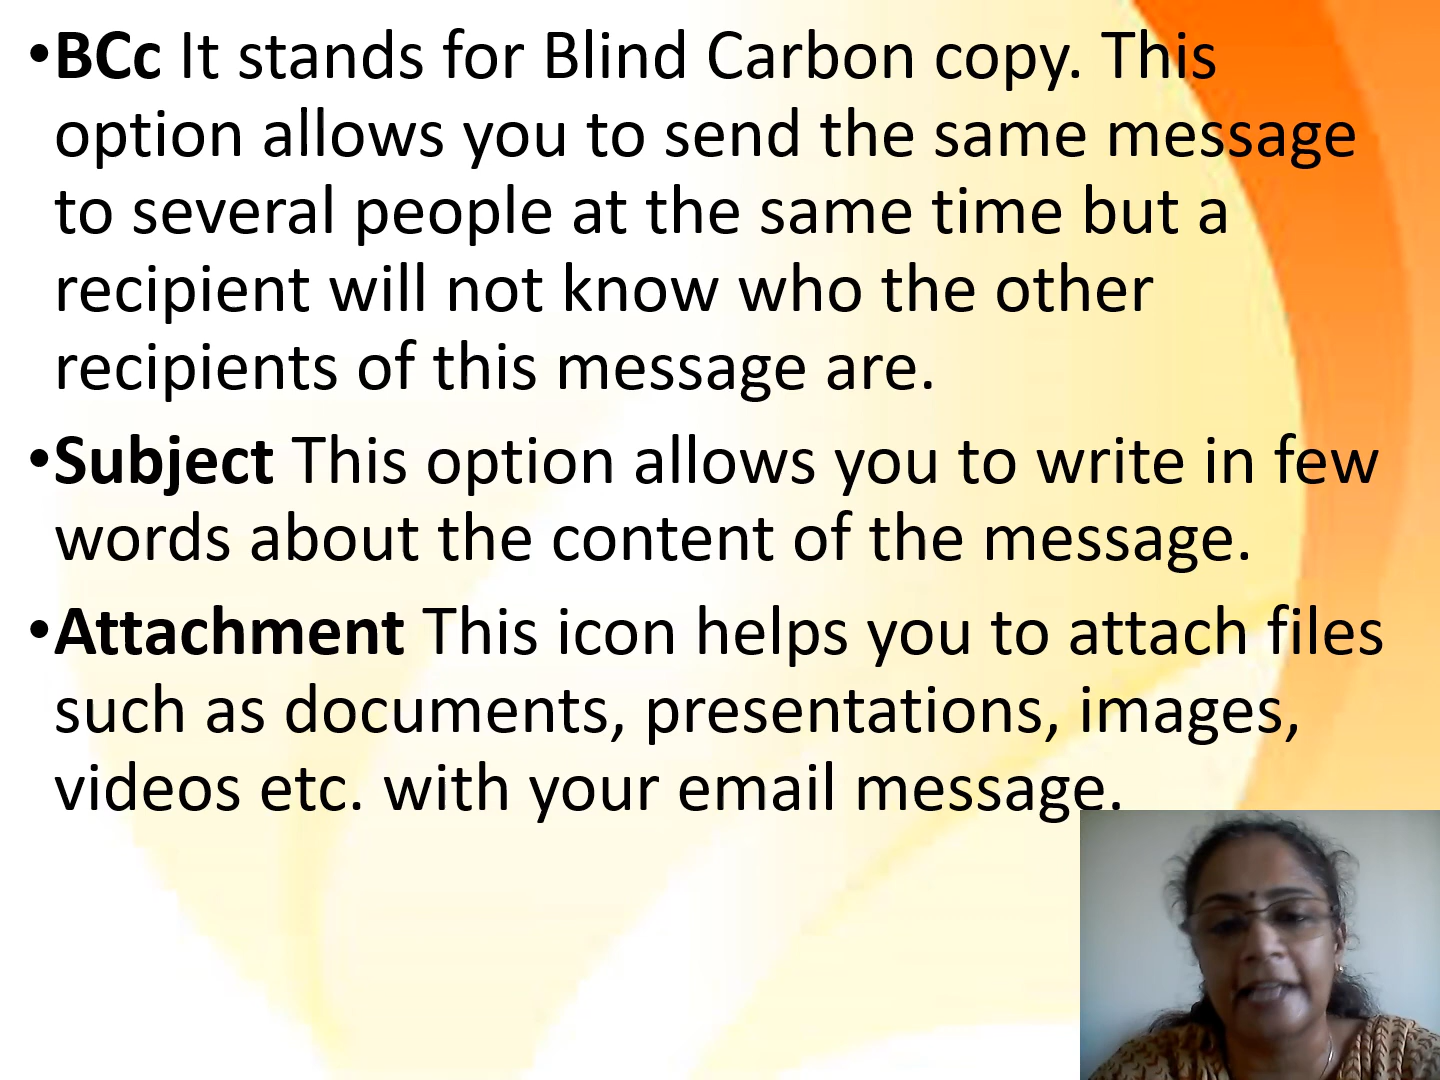 •BCc It stands for Blind Carbon copy. This
option allows you to send the same message
to several people at the same time but a
recipient will not know who the other
recipients of this message are.
•Subject This option allows you to write in few
words about the content of the message.
•Attachment This icon helps you to attach files
such as documents, presentations, images,
videos etc. with your email message.